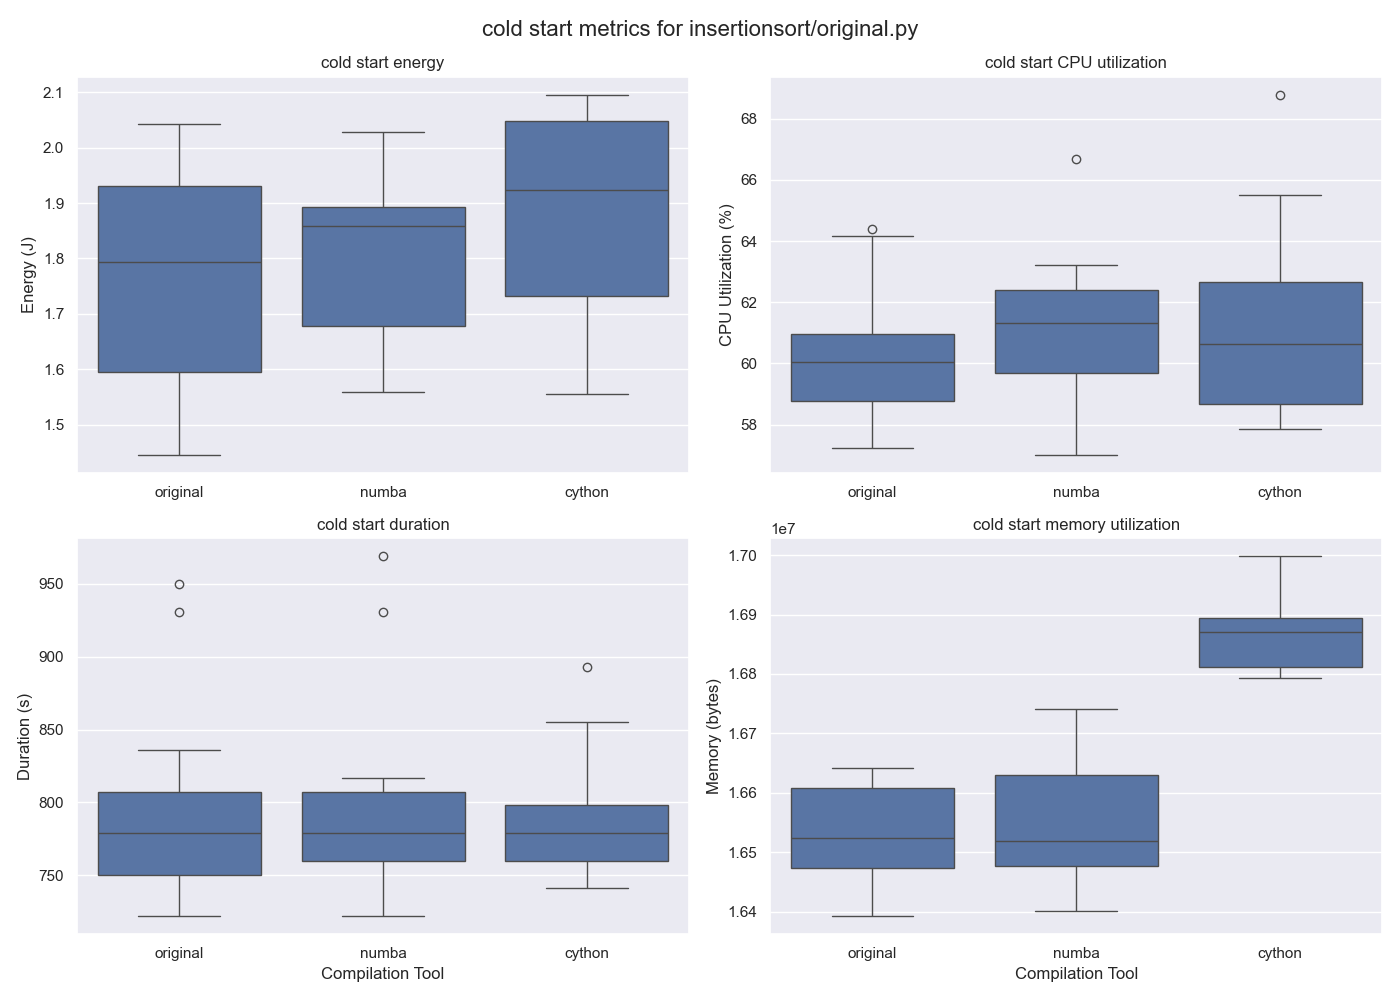 cold start metrics for insertionsort/original.py
cold start energy
Energy (J)
2.1
2.0
1.9
1.8
1.7
1.6
1.5
original numba cython
cold start CPU utilization
CPU Utilization (%)
68
66
64
62
60
58
original numba cython
cold start duration
Duration (s)
950
900
850
800
750
original numba cython
Compilation Tool
cold start memory utilization
1e7
Memory (bytes)
1.70
1.69
1.68
1.67
1.66
1.65
1.64
original numba cython
Compilation Tool